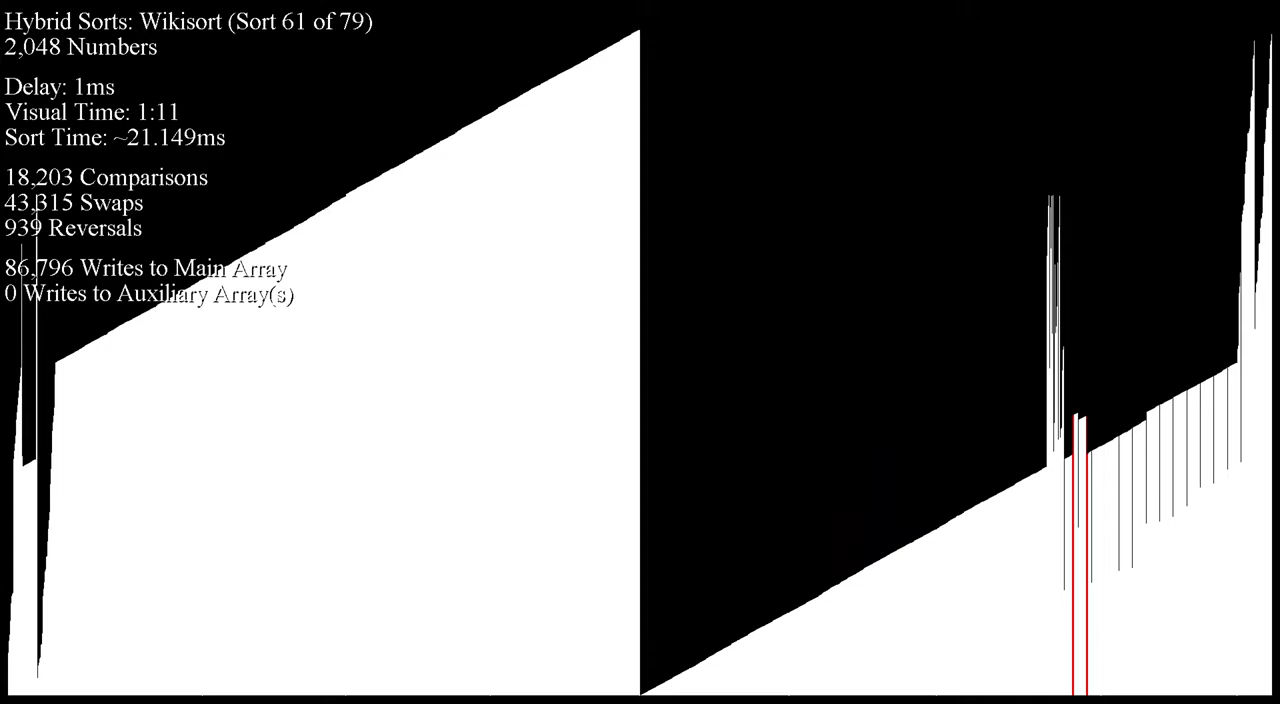 Hybrid Sorts: Wikisort (Sort 61 of 79)
2,048 Numbers
Delay: 1ms
Visual Time: 1:11
Sort Time: ~21.149ms
18,203 Comparisons
43,315 Swaps
939 Reversals
86,796 Writes to Main Array
0 Writes to Auxiliary Array(s)